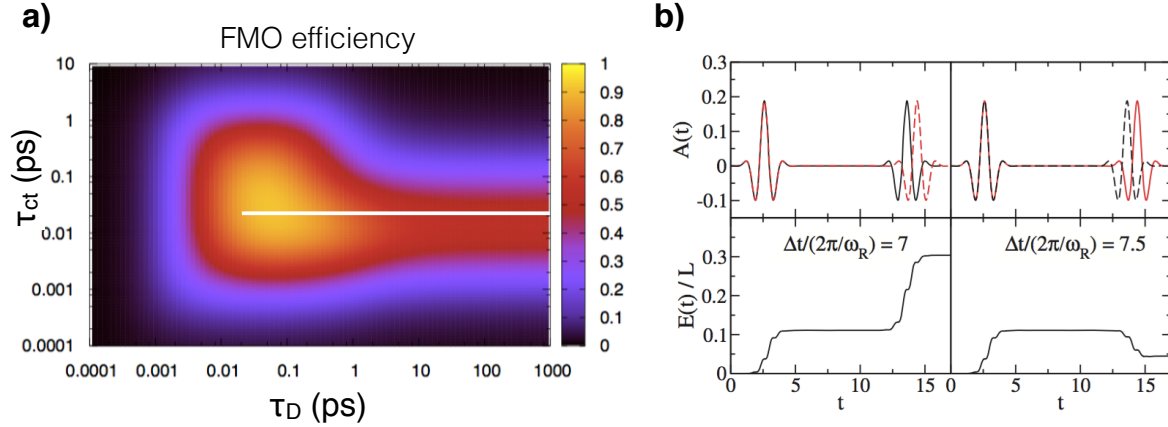 a)
FMO efficiency
10
1
0.1
0.01
0.001
0.0001
τct (ps)
0.0001 0.001 0.01 0.1 1 10 100 1000
τD (ps)
1
0.9
0.8
0.7
0.6
0.5
0.4
0.3
0.2
0.1
0
b)
0.3
0.2
0.1
0
-0.1
A(t)
Δt/(2π/ωR) = 7
Δt/(2π/ωR) = 7.5
0.3
0.2
0.1
0
E(t) / L
0 5 10 15 0 5 10 15
t
t